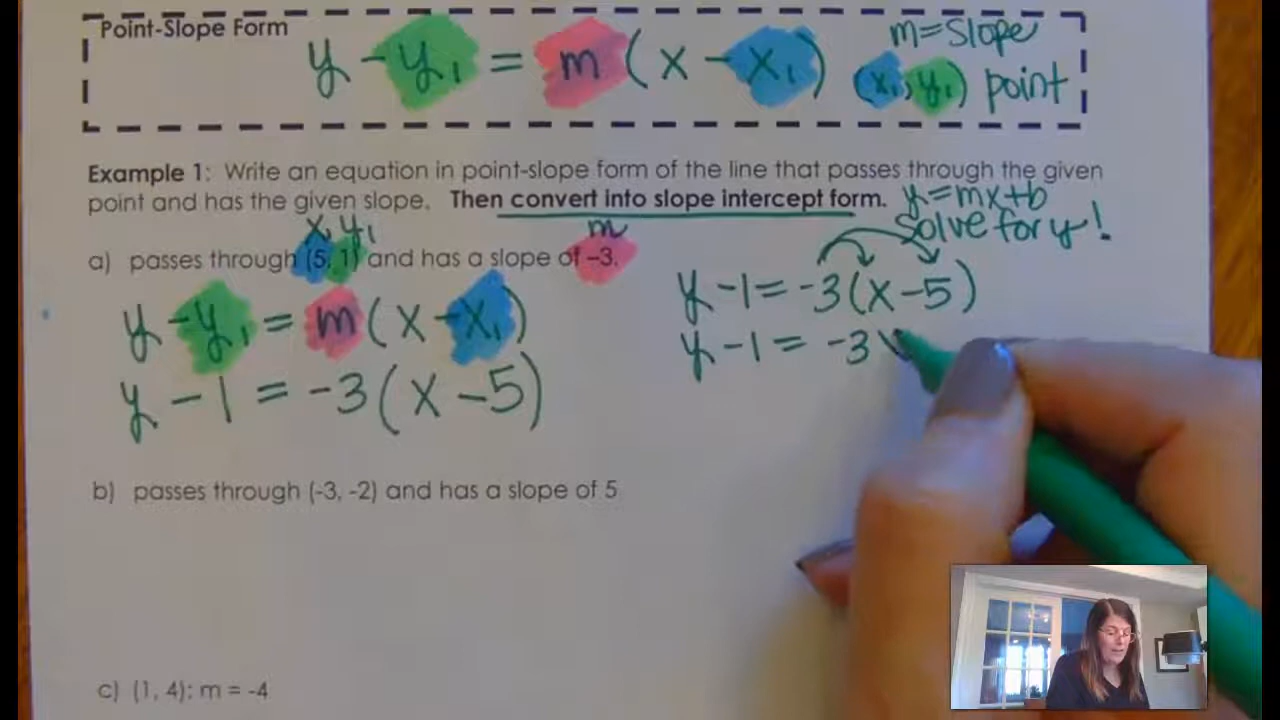 Point-Slope Form
y - y₁ = m(x - x₁)
m = slope
(x₁, y₁) point
Example 1: Write an equation in point-slope form of the line that passes through the given
point and has the given slope. Then convert into slope intercept form. y=mx+b
Solve for y!
x₁ y₁ m
a) passes through (5, 1) and has a slope of –3.
y - y₁ = m(x - x₁)
y - 1 = -3(x - 5)
y - 1 = -3(x - 5)
y - 1 = -3
b) passes through (-3, -2) and has a slope of 5
c) (1, 4); m = -4